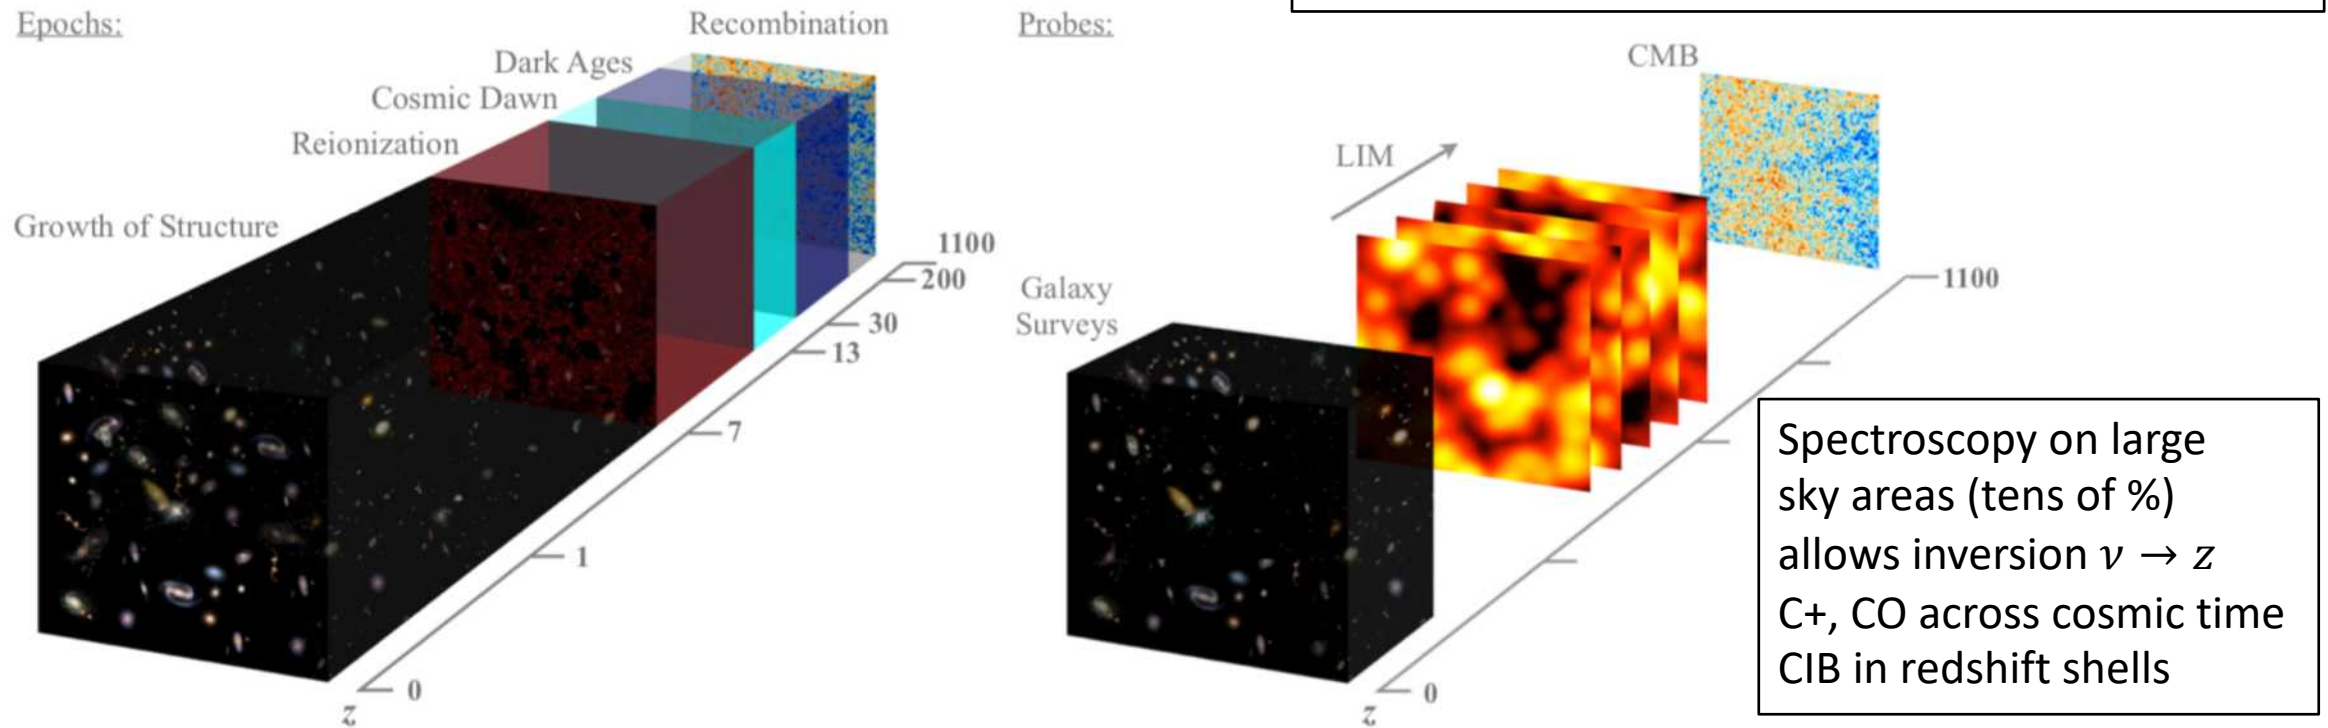 Epochs:
Recombination
Dark Ages
Cosmic Dawn
Reionization
Growth of Structure
1100
200
30
13
7
1
0
z
Probes:
CMB
LIM
Galaxy
Surveys
1100
0
z
Spectroscopy on large
sky areas (tens of %)
allows inversion ν → z
C+, CO across cosmic time
CIB in redshift shells